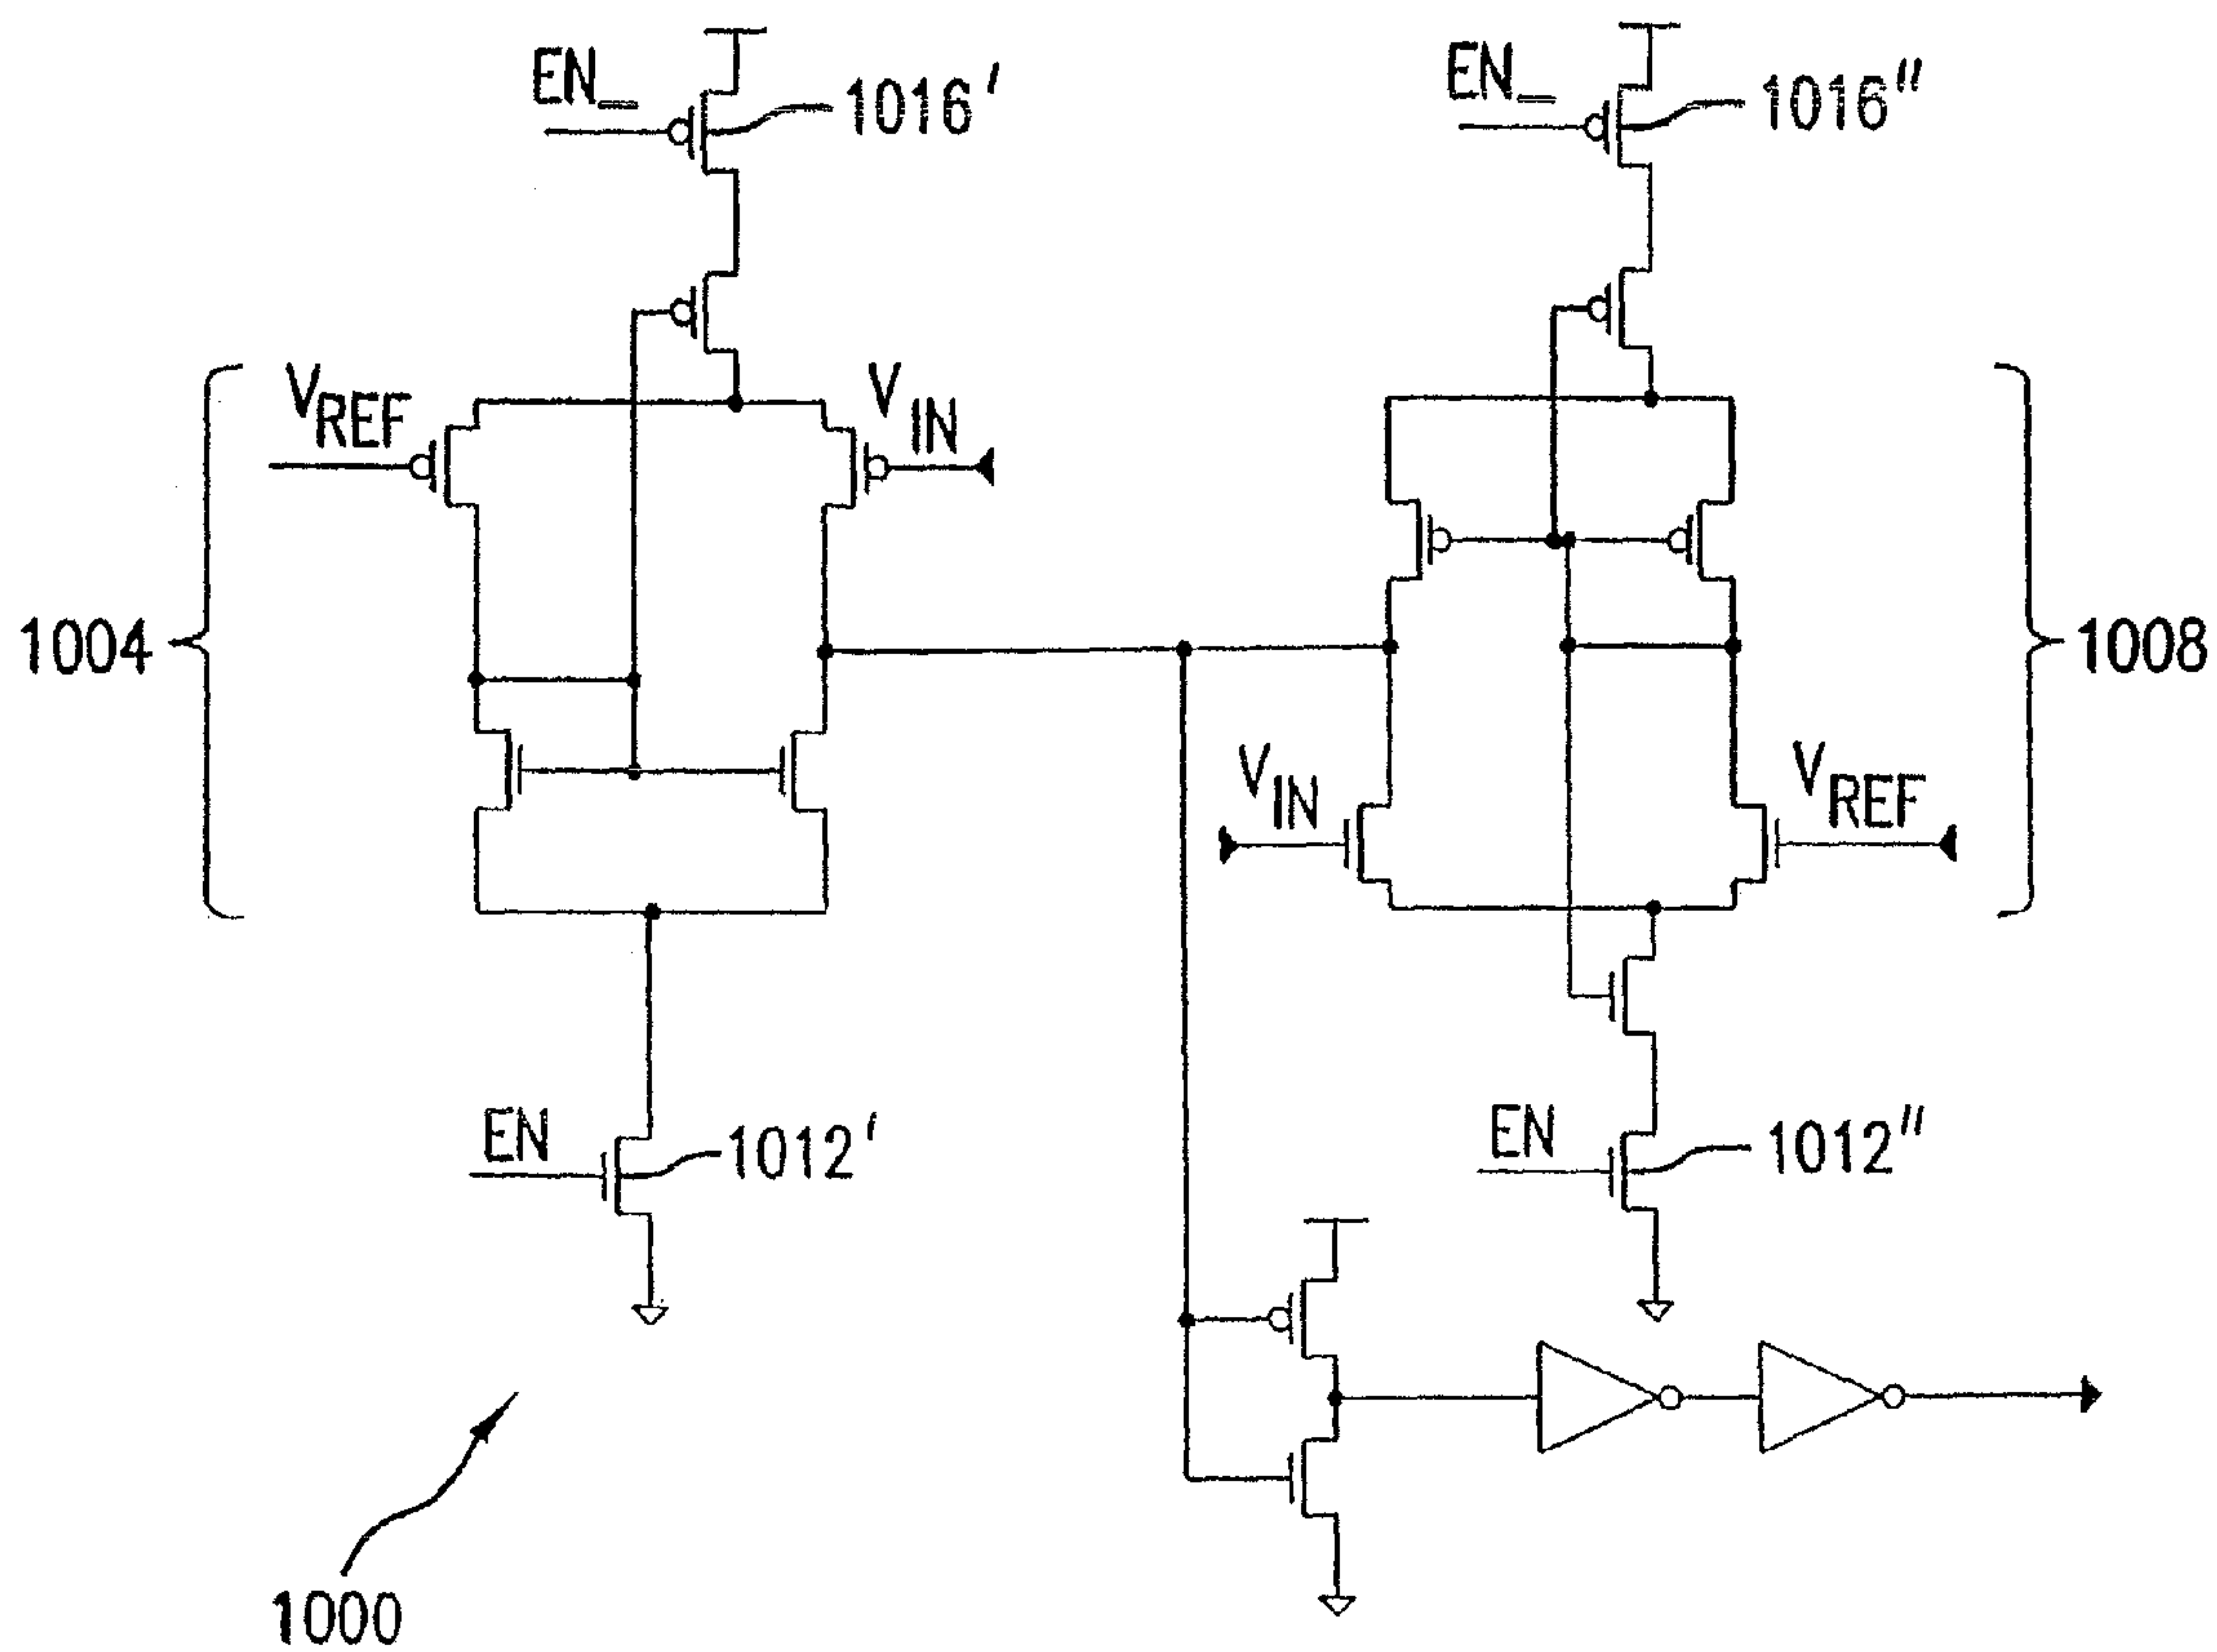 EN_
1016'
EN_
1016"
VREF
VIN
1004
1008
VIN
VREF
EN
1012'
EN
1012"
1000